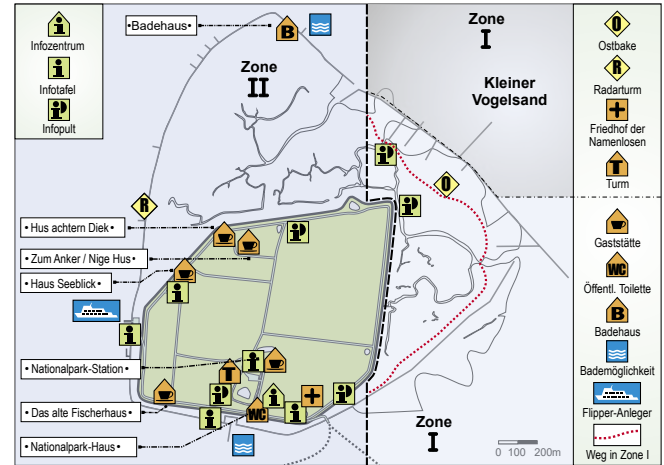 Infozentrum
Infotafel
Infopult
•Badehaus•
Zone
II
Zone
I
Kleiner
Vogelsand
O
Ostbake
R
Radarturm
Friedhof der
Namenlosen
T
Turm
Gaststätte
WC
Öffentl. Toilette
B
Badehaus
Bademöglichkeit
Flipper-Anleger
Weg in Zone I
B
O
R
• Hus achtern Diek•
• Zum Anker / Nige Hus•
• Haus Seeblick•
• Nationalpark-Station•
• Das alte Fischerhaus•
• Nationalpark-Haus•
T
WC
Zone
I
0 100 200m